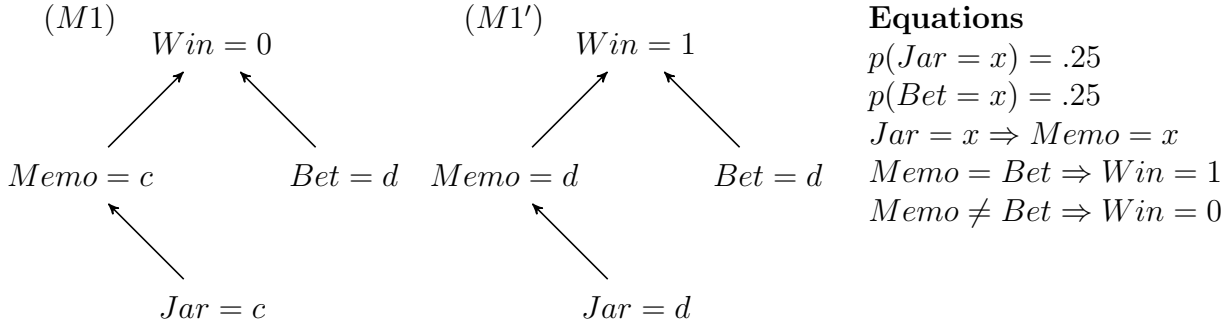 (M1)
Win = 0
Memo = c
Bet = d
Jar = c
(M1′)
Win = 1
Memo = d
Bet = d
Jar = d
Equations
p(Jar = x) = .25
p(Bet = x) = .25
Jar = x ⇒ Memo = x
Memo = Bet ⇒ Win = 1
Memo ≠ Bet ⇒ Win = 0